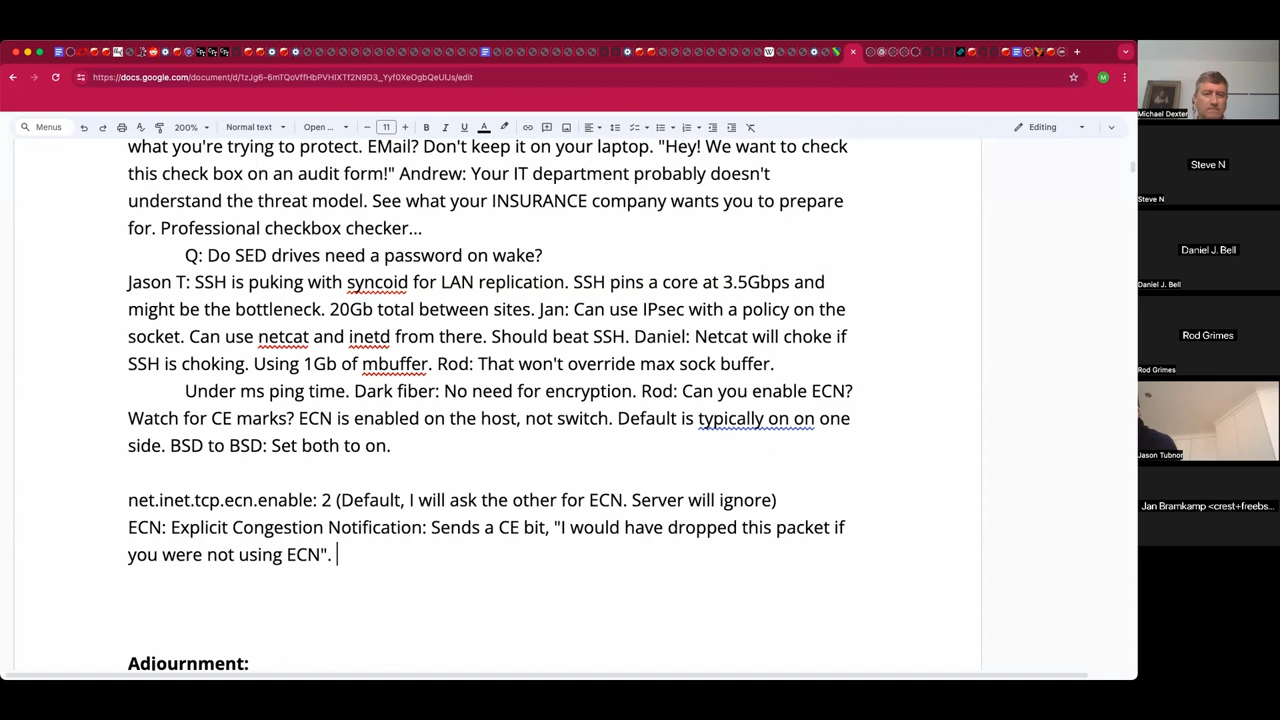 https://docs.google.com/document/d/1zJg6-6mTQoVffHbPVHIXTf2N9D3_Yyf0XeOgbQeUIJs/edit
M
Menus
200%
Normal text
Open ...
11
B
U
A
Editing
what you're trying to protect. EMail? Don't keep it on your laptop. "Hey! We want to check
this check box on an audit form!" Andrew: Your IT department probably doesn't
understand the threat model. See what your INSURANCE company wants you to prepare
for. Professional checkbox checker...
Q: Do SED drives need a password on wake?
Jason T: SSH is puking with syncoid for LAN replication. SSH pins a core at 3.5Gbps and
might be the bottleneck. 20Gb total between sites. Jan: Can use IPsec with a policy on the
socket. Can use netcat and inetd from there. Should beat SSH. Daniel: Netcat will choke if
SSH is choking. Using 1Gb of mbuffer. Rod: That won't override max sock buffer.
Under ms ping time. Dark fiber: No need for encryption. Rod: Can you enable ECN?
Watch for CE marks? ECN is enabled on the host, not switch. Default is typically on on one
side. BSD to BSD: Set both to on.
net.inet.tcp.ecn.enable: 2 (Default, I will ask the other for ECN. Server will ignore)
ECN: Explicit Congestion Notification: Sends a CE bit, "I would have dropped this packet if
you were not using ECN".
Adjournment:
Michael Dexter
Steve N
Steve N
Daniel J. Bell
Daniel J. Bell
Rod Grimes
Rod Grimes
Jason Tubnor
Jan Bramkamp <crest+freebs...